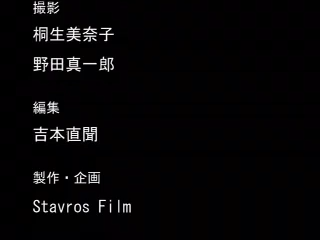 撮影
桐生美奈子
野田真一郎
編集
吉本直聞
製作・企画
Stavros Film